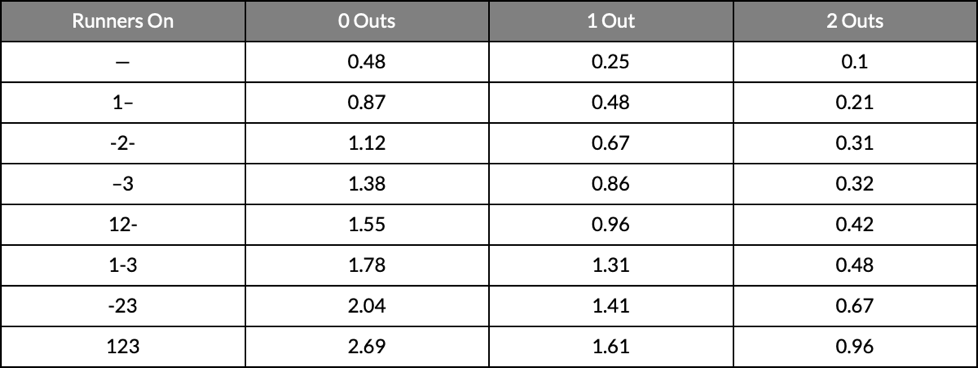 Runners On 0 Outs 1 Out 2 Outs
— 0.48 0.25 0.1
1– 0.87 0.48 0.21
-2- 1.12 0.67 0.31
–3 1.38 0.86 0.32
12- 1.55 0.96 0.42
1-3 1.78 1.31 0.48
-23 2.04 1.41 0.67
123 2.69 1.61 0.96